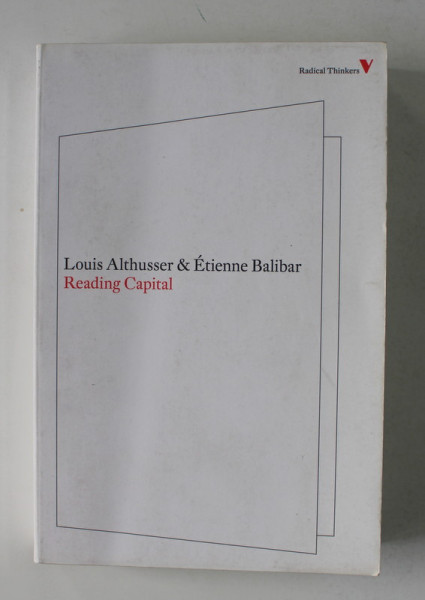 Radical Thinkers V
Louis Althusser & Étienne Balibar
Reading Capital